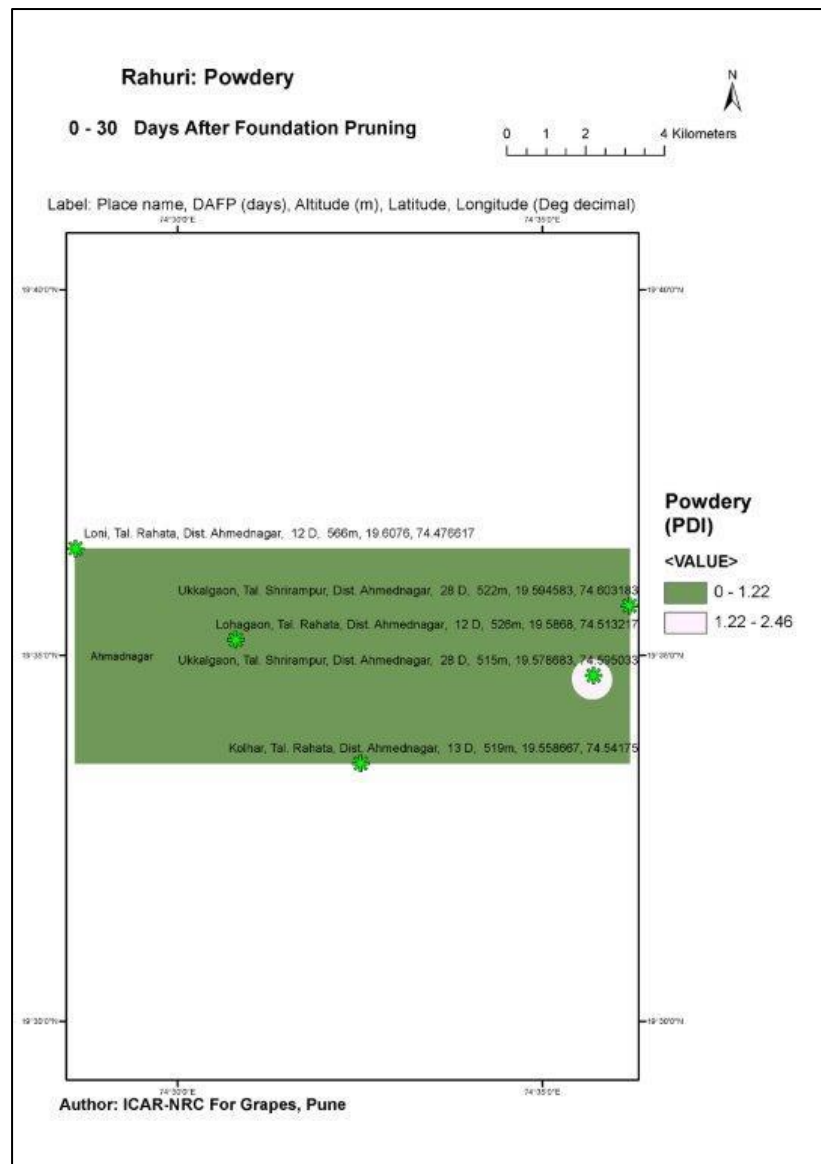 Rahuri: Powdery
N
0 - 30 Days After Foundation Pruning
0 1 2 4 Kilometers
Label: Place name, DAFP (days), Altitude (m), Latitude, Longitude (Deg decimal)
74°30'0"E 74°35'0"E
19°40'0"N 19°40'0"N
Loni, Tal. Rahata, Dist. Ahmednagar, 12 D, 566m, 19.6076, 74.476617
Ukkalgaon, Tal. Shrirampur, Dist. Ahmednagar, 28 D, 522m, 19.594583, 74.603183
Lohagaon, Tal. Rahata, Dist. Ahmednagar, 12 D, 526m, 19.5868, 74.513217
Ahmadnagar
19°35'0"N 19°35'0"N
Ukkalgaon, Tal. Shrirampur, Dist. Ahmednagar, 28 D, 515m, 19.578683, 74.595033
Kolhar, Tal. Rahata, Dist. Ahmednagar, 13 D, 519m, 19.558667, 74.54175
Powdery
(PDI)
<VALUE>
0 - 1.22
1.22 - 2.46
19°30'0"N 19°30'0"N
74°30'0"E 74°35'0"E
Author: ICAR-NRC For Grapes, Pune